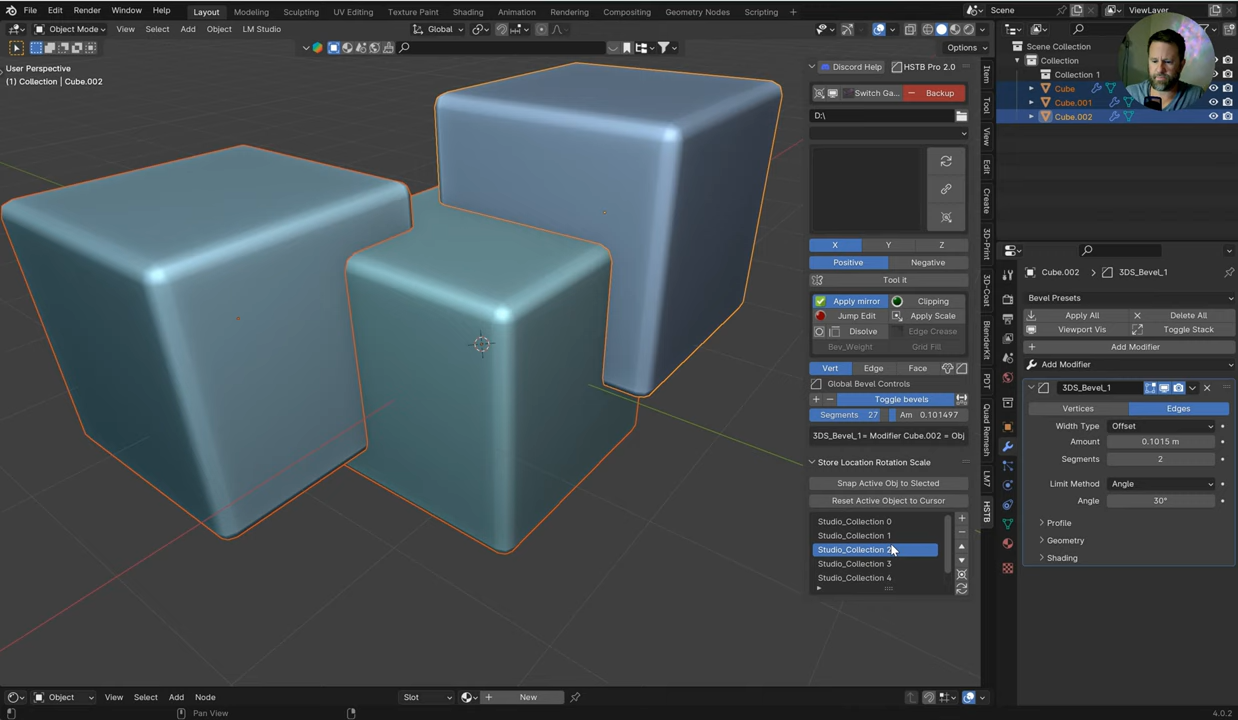 File Edit Render Window Help Layout Modeling Sculpting UV Editing Texture Paint Shading Animation Rendering Compositing Geometry Nodes Scripting Scene ViewLayer
Object Mode View Select Add Object LM Studio Global Options
User Perspective
(1) Collection | Cube.002
Scene Collection
Collection
Collection 1
Cube
Cube.001
Cube.002
Discord Help HSTB Pro 2.0
Switch Ga... Backup
D:\
X Y Z
Positive Negative
Tool it
Apply mirror Clipping
Jump Edit Apply Scale
Disolve Edge Crease
Bev_Weight Grid Fill
Vert Edge Face
Global Bevel Controls
+ − Toggle bevels
Segments 27 Am 0.101497
3DS_Bevel_1= Modifier Cube.002 = Obj
Store Location Rotation Scale
Snap Active Obj to Slected
Reset Active Object to Cursor
Studio_Collection 0
Studio_Collection 1
Studio_Collection 2
Studio_Collection 3
Studio_Collection 4
Item
Tool
View
Edit
Create
3D-Print
3D-Coat
BlenderKit
PDT
Quad Remesh
LM7
HSTB
Cube.002 3DS_Bevel_1
Bevel Presets
Apply All Delete All
Viewport Vis Toggle Stack
Add Modifier
Add Modifier
3DS_Bevel_1
Vertices Edges
Width Type Offset
Amount 0.1015 m
Segments 2
Limit Method Angle
Angle 30°
Profile
Geometry
Shading
Object View Select Add Node Slot New
Pan View 4.0.2